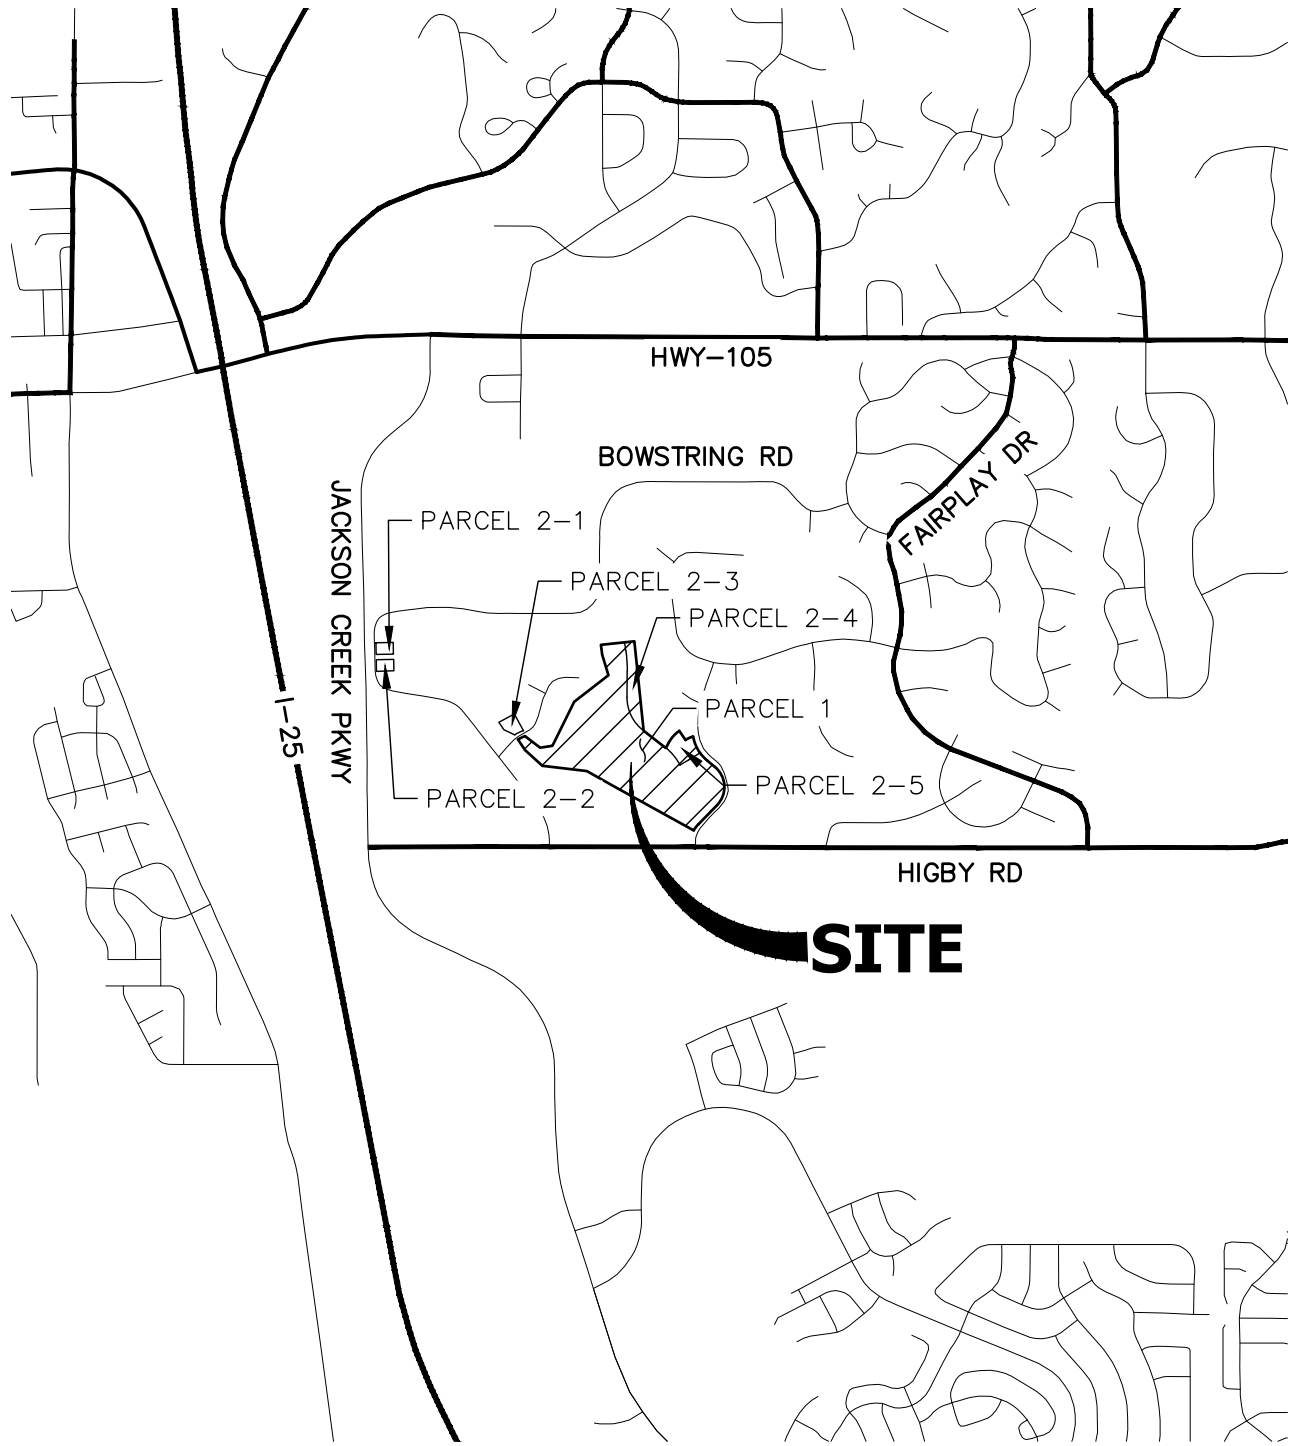 HWY-105
BOWSTRING RD
FAIRPLAY DR
JACKSON CREEK PKWY
PARCEL 2-1
PARCEL 2-3
PARCEL 2-4
PARCEL 1
I-25
PARCEL 2-5
PARCEL 2-2
HIGBY RD
SITE